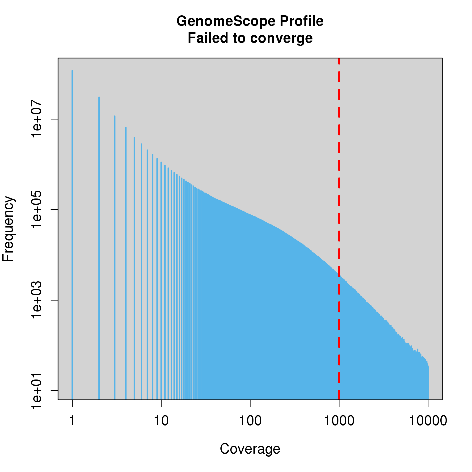 GenomeScope Profile
Failed to converge
Frequency
1e+07
1e+05
1e+03
1e+01
1
10
100
1000
10000
Coverage